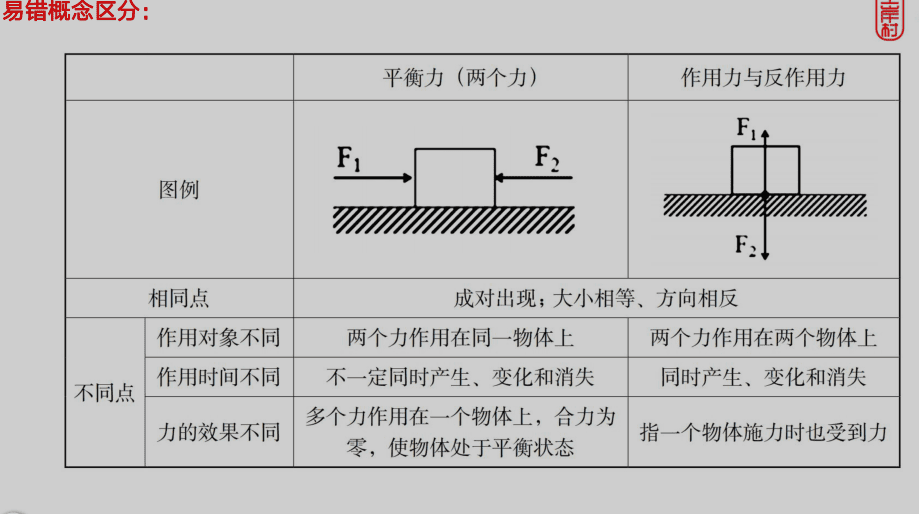 易错概念区分：
岸村
平衡力（两个力）
作用力与反作用力
图例
F₁
F₂
F₁
F₂
相同点
成对出现；大小相等、方向相反
不同点
作用对象不同
两个力作用在同一物体上
两个力作用在两个物体上
作用时间不同
不一定同时产生、变化和消失
同时产生、变化和消失
力的效果不同
多个力作用在一个物体上，合力为
零，使物体处于平衡状态
指一个物体施力时也受到力